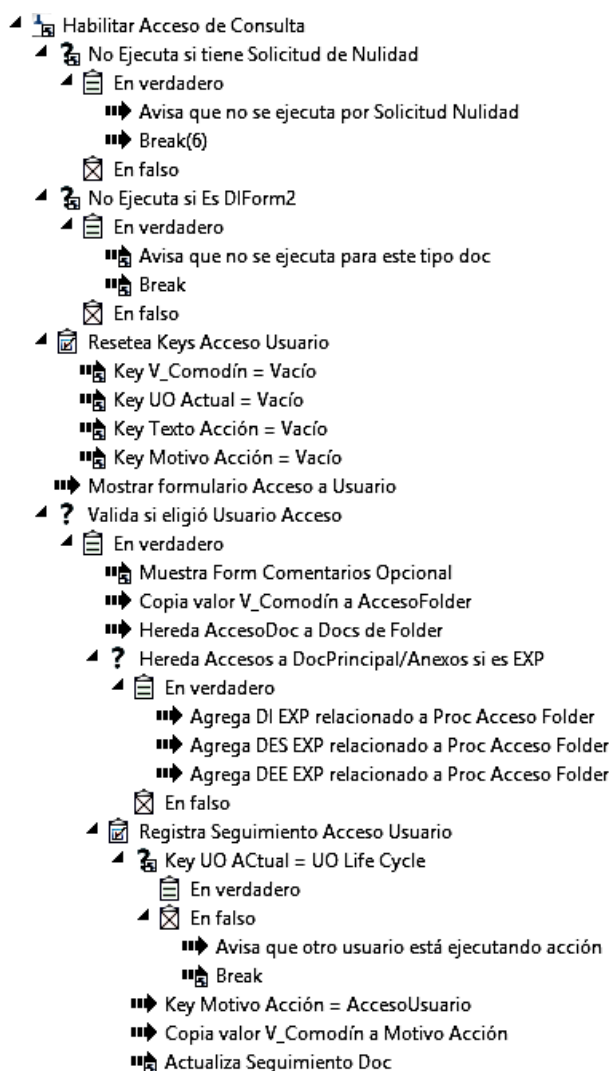 Habilitar Acceso de Consulta
No Ejecuta si tiene Solicitud de Nulidad
En verdadero
Avisa que no se ejecuta por Solicitud Nulidad
Break(6)
En falso
No Ejecuta si Es DIForm2
En verdadero
Avisa que no se ejecuta para este tipo doc
Break
En falso
Resetea Keys Acceso Usuario
Key V_Comodín = Vacío
Key UO Actual = Vacío
Key Texto Acción = Vacío
Key Motivo Acción = Vacío
Mostrar formulario Acceso a Usuario
Valida si eligió Usuario Acceso
En verdadero
Muestra Form Comentarios Opcional
Copia valor V_Comodín a AccesoFolder
Hereda AccesoDoc a Docs de Folder
Hereda Accesos a DocPrincipal/Anexos si es EXP
En verdadero
Agrega DI EXP relacionado a Proc Acceso Folder
Agrega DES EXP relacionado a Proc Acceso Folder
Agrega DEE EXP relacionado a Proc Acceso Folder
En falso
Registra Seguimiento Acceso Usuario
Key UO ACtual = UO Life Cycle
En verdadero
En falso
Avisa que otro usuario está ejecutando acción
Break
Key Motivo Acción = AccesoUsuario
Copia valor V_Comodín a Motivo Acción
Actualiza Seguimiento Doc